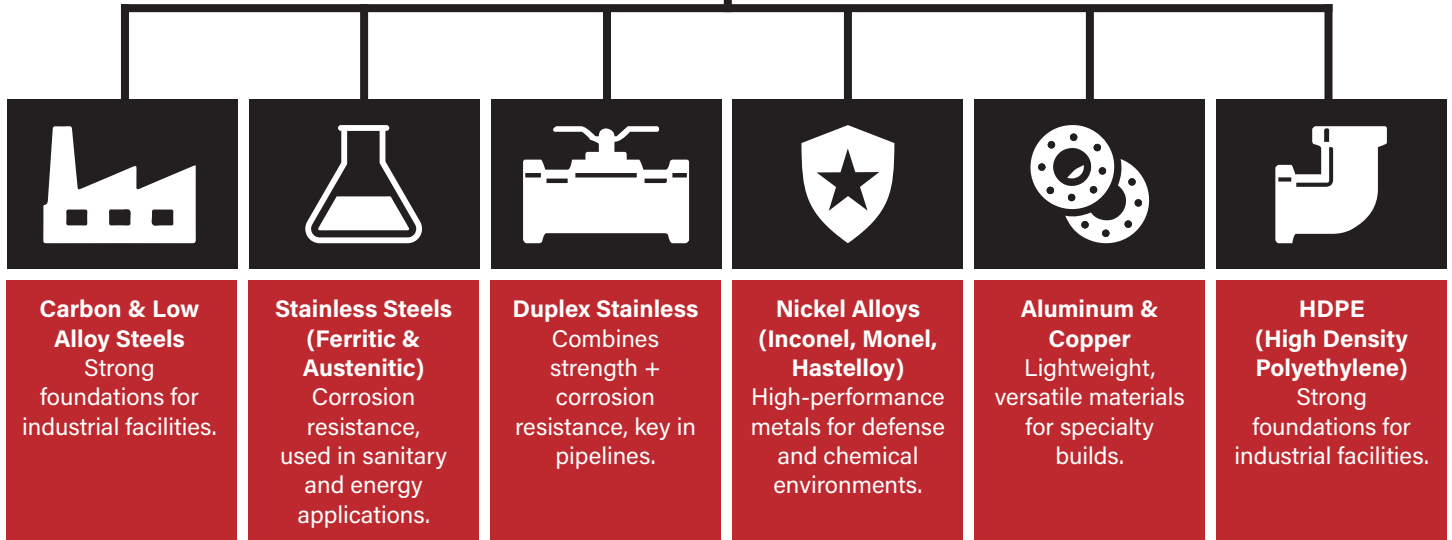 Carbon & Low
Alloy Steels
Strong
foundations for
industrial facilities.
Stainless Steels
(Ferritic &
Austenitic)
Corrosion
resistance,
used in sanitary
and energy
applications.
Duplex Stainless
Combines
strength +
corrosion
resistance, key in
pipelines.
Nickel Alloys
(Inconel, Monel,
Hastelloy)
High-performance
metals for defense
and chemical
environments.
Aluminum &
Copper
Lightweight,
versatile materials
for specialty
builds.
HDPE
(High Density
Polyethylene)
Strong
foundations for
industrial facilities.